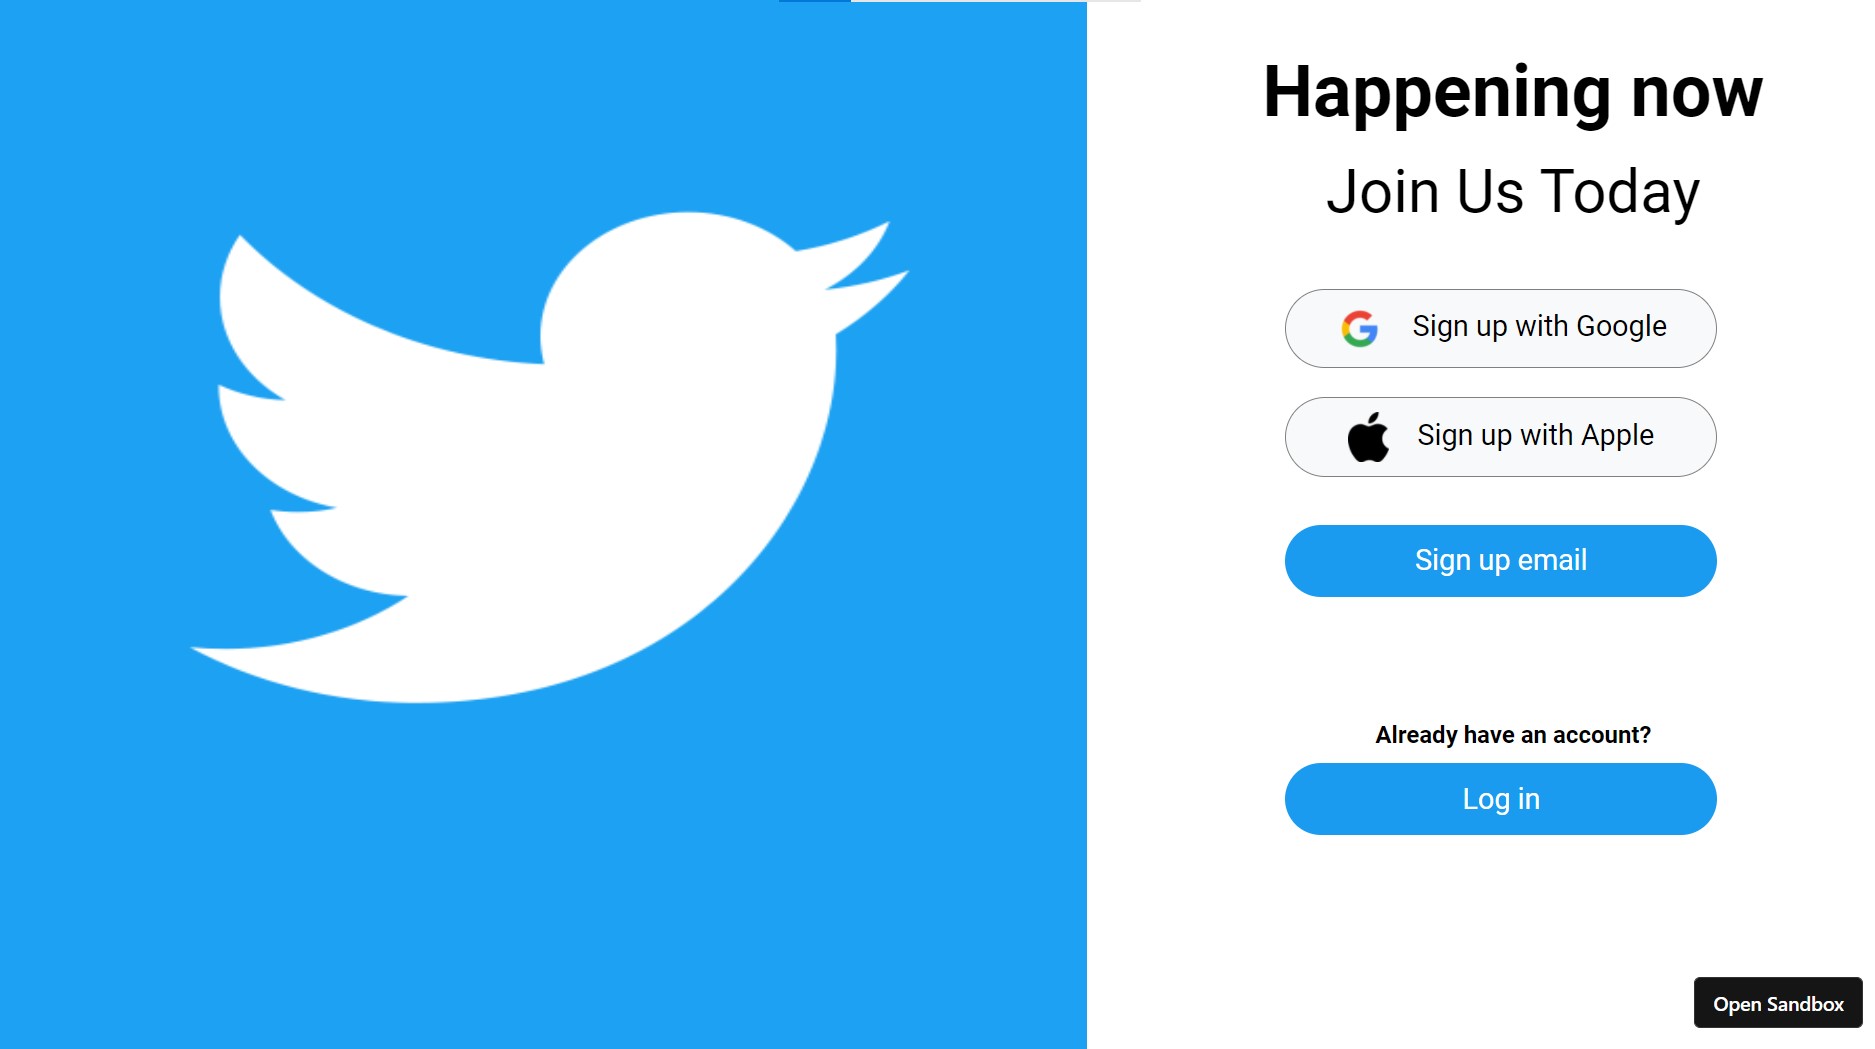 Happening now
Join Us Today
Sign up with Google
Sign up with Apple
Sign up email
Already have an account?
Log in
Open Sandbox